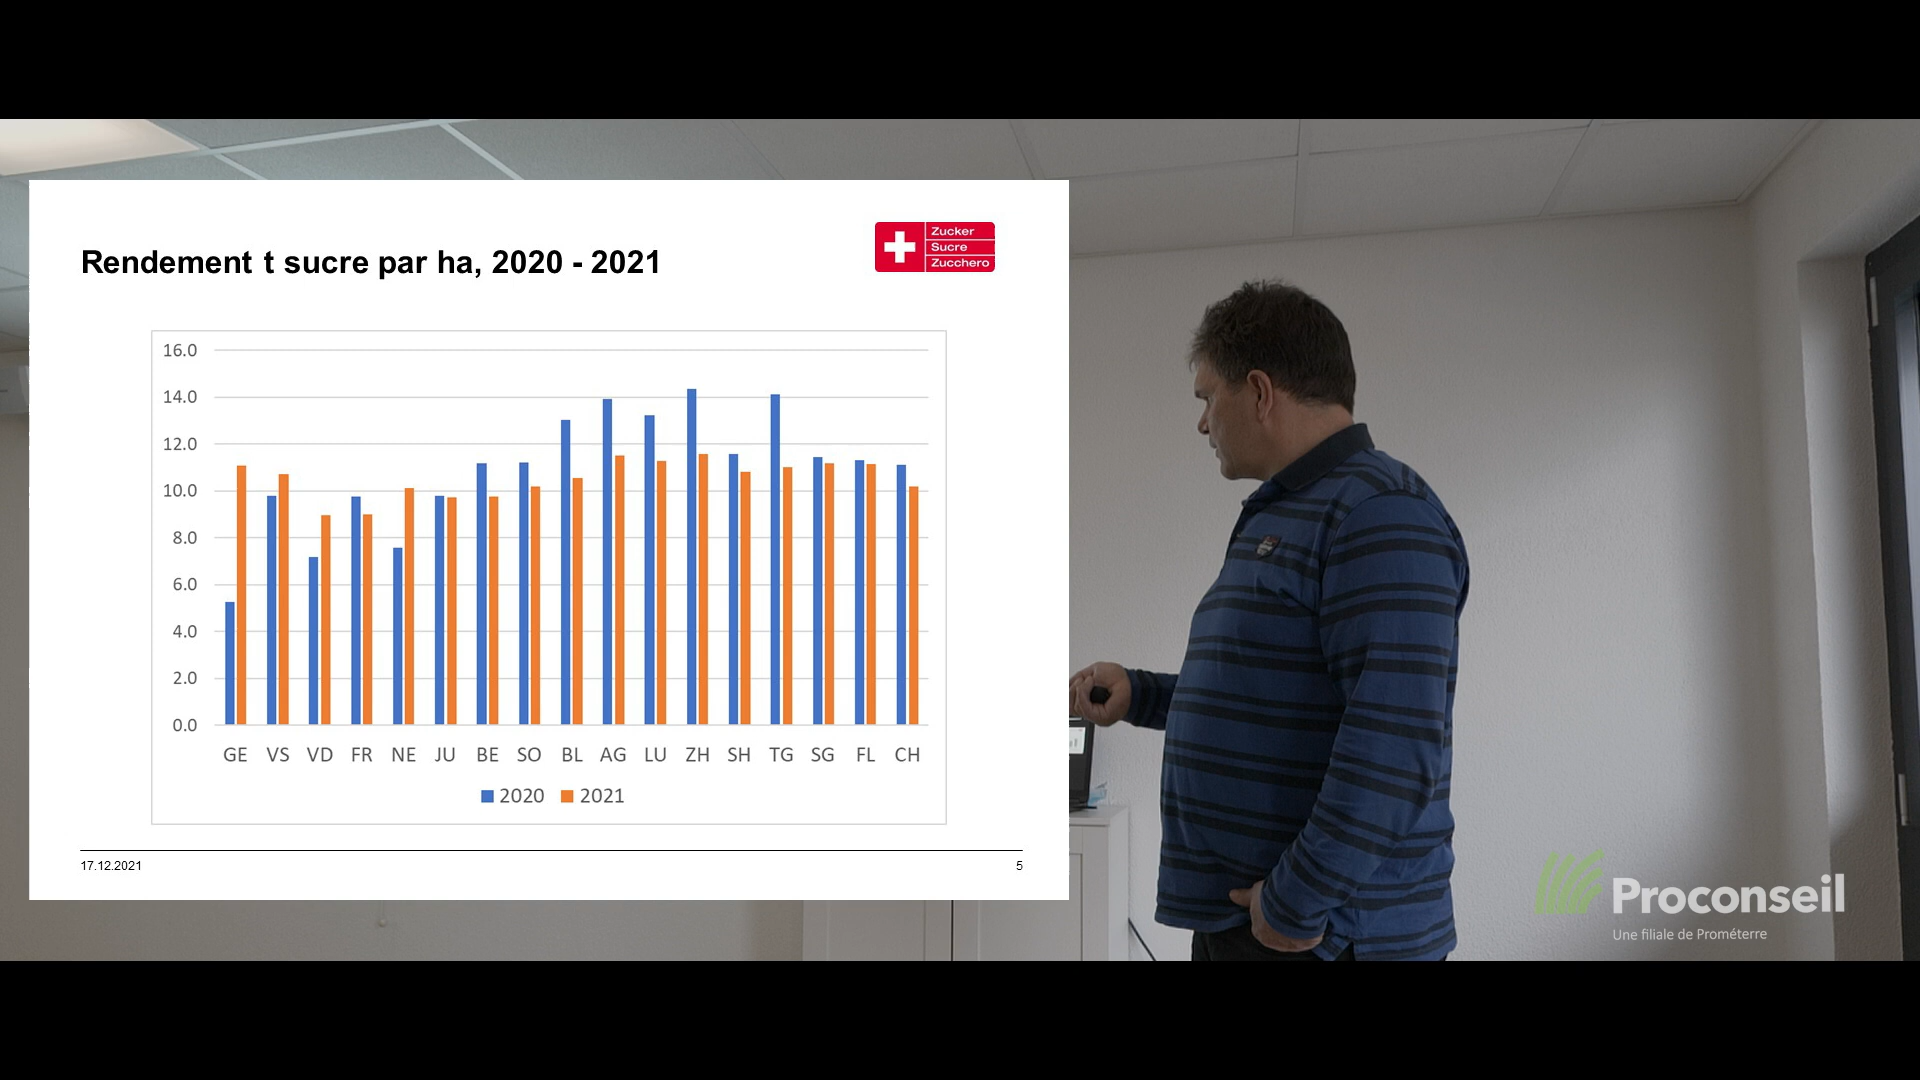 Rendement t sucre par ha, 2020 - 2021
Zucker
Sucre
Zucchero
16.0
14.0
12.0
10.0
8.0
6.0
4.0
2.0
0.0
GE VS VD FR NE JU BE SO BL AG LU ZH SH TG SG FL CH
2020 2021
17.12.2021 5
Proconseil
Une filiale de Prométerre